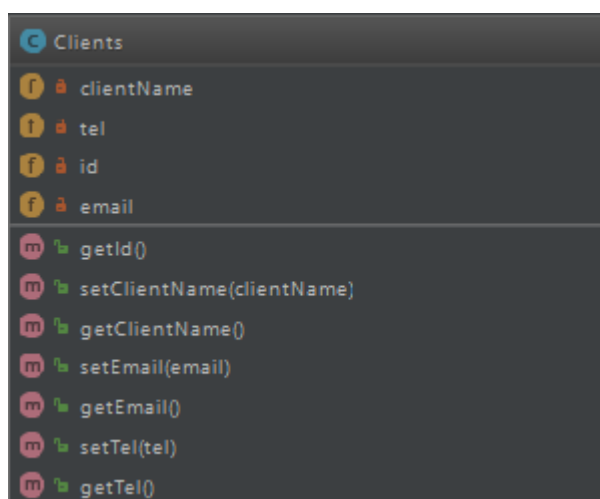 C Clients
f clientName
f tel
f id
f email
m getId()
m setClientName(clientName)
m getClientName()
m setEmail(email)
m getEmail()
m setTel(tel)
m getTel()